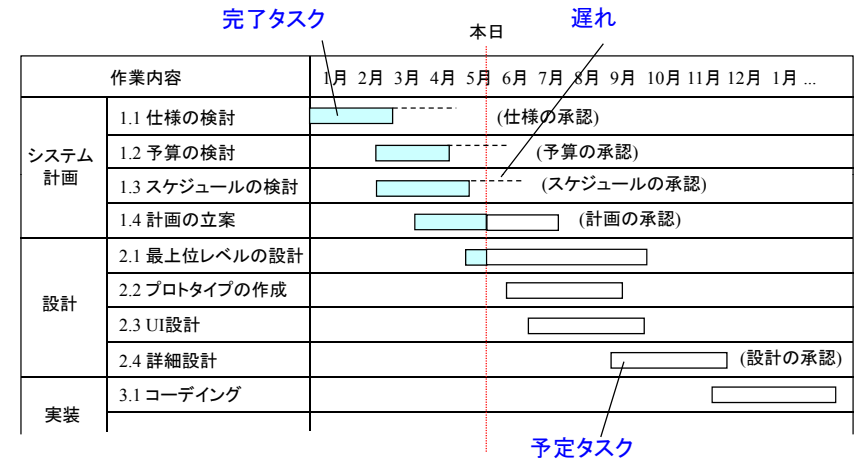 完了タスク
遅れ
本日
作業内容
1月 2月 3月 4月 5月 6月 7月 8月 9月 10月 11月 12月 1月 ...
システム
計画
1.1 仕様の検討
(仕様の承認)
1.2 予算の検討
(予算の承認)
1.3 スケジュールの検討
(スケジュールの承認)
1.4 計画の立案
(計画の承認)
設計
2.1 最上位レベルの設計
2.2 プロトタイプの作成
2.3 UI設計
2.4 詳細設計
(設計の承認)
実装
3.1 コーデイング
予定タスク